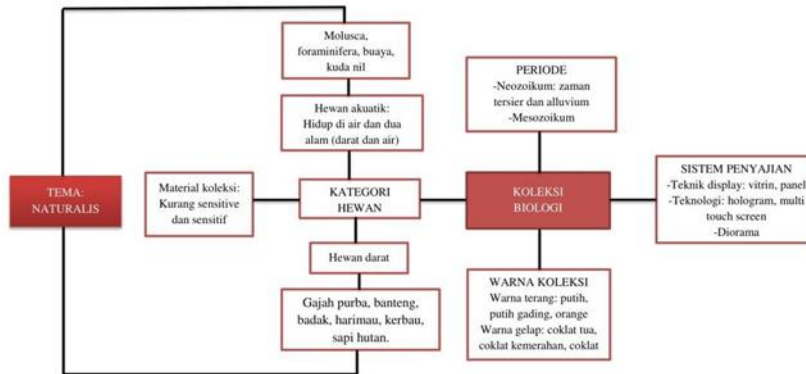 Molusca,
foraminifera, buaya,
kuda nil
Hewan akuatik:
Hidup di air dan dua
alam (darat dan air)
TEMA:
NATURALIS
Material koleksi:
Kurang sensitive
dan sensitif
KATEGORI
HEWAN
Hewan darat
Gajah purba, banteng,
badak, harimau, kerbau,
sapi hutan.
PERIODE
-Neozoikum: zaman
tersier dan alluvium
-Mesozoikum
KOLEKSI
BIOLOGI
SISTEM PENYAJIAN
-Teknik display: vitrin, panel
-Teknologi: hologram, multi
touch screen
-Diorama
WARNA KOLEKSI
Warna terang: putih,
putih gading, orange
Warna gelap: coklat tua,
coklat kemerahan, coklat